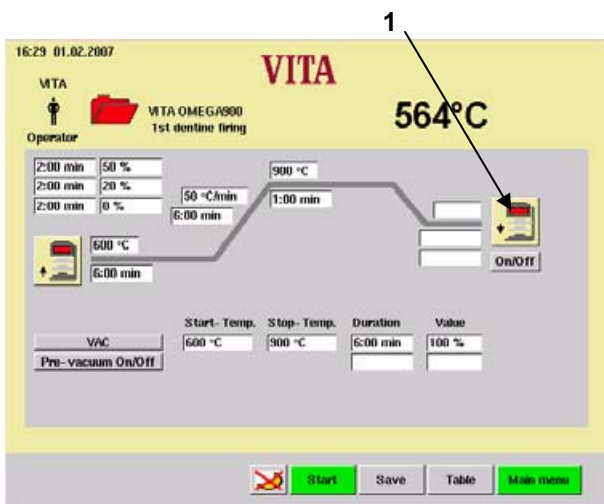 1
16:29 01.02.2007
VITA
VITA
Operator
VITA OMEGA900
1st dentine firing
564°C
2:00 min 50 %
2:00 min 20 %
2:00 min 0 %
900 °C
50 °C/min
1:00 min
6:00 min
600 °C
6:00 min
On/Off
Start-Temp. Stop-Temp. Duration Value
VAC
600 °C 900 °C 6:00 min 100 %
Pre-vacuum On/Off
Start Save Table Main menu